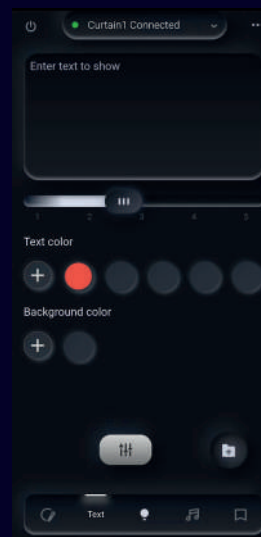 Curtain1 Connected
Enter text to show
1 2 3 4 5
Text color
Background color
Text